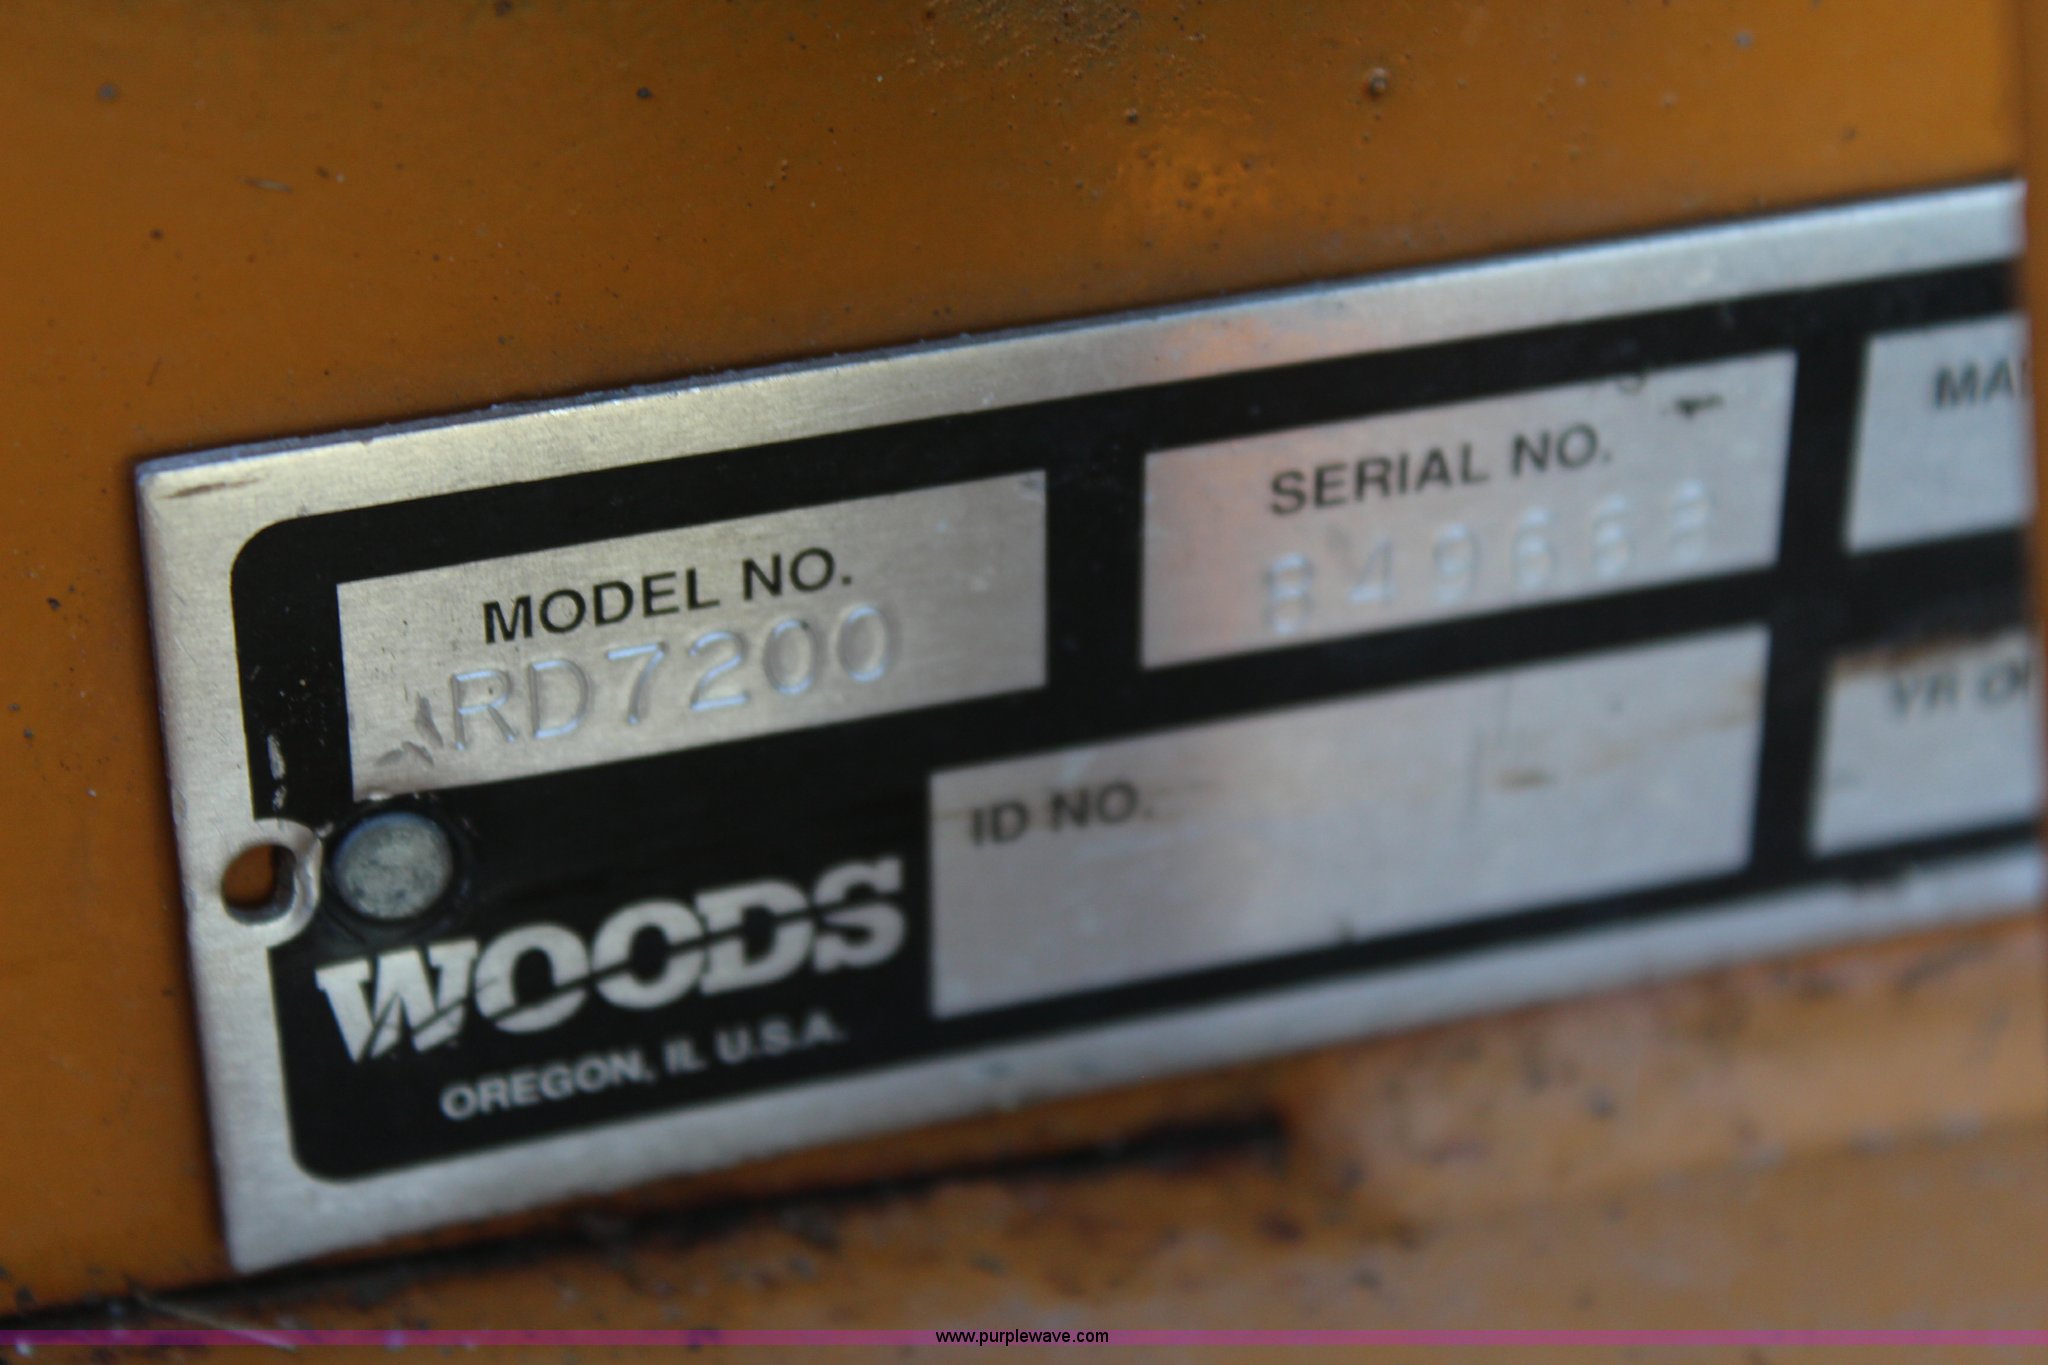 MODEL NO.
RD7200
SERIAL NO.
ID NO.
WOODS
OREGON, IL U.S.A.
www.purplewave.com